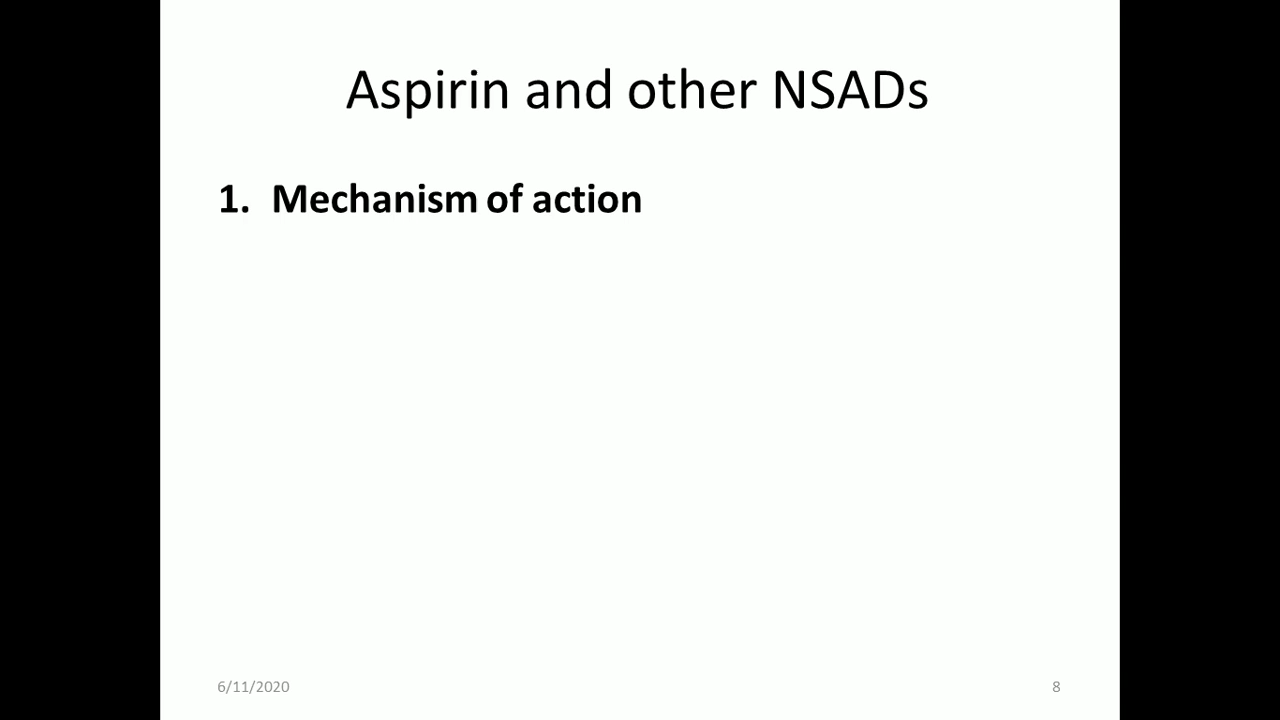 Aspirin and other NSADs
1. Mechanism of action
6/11/2020
8